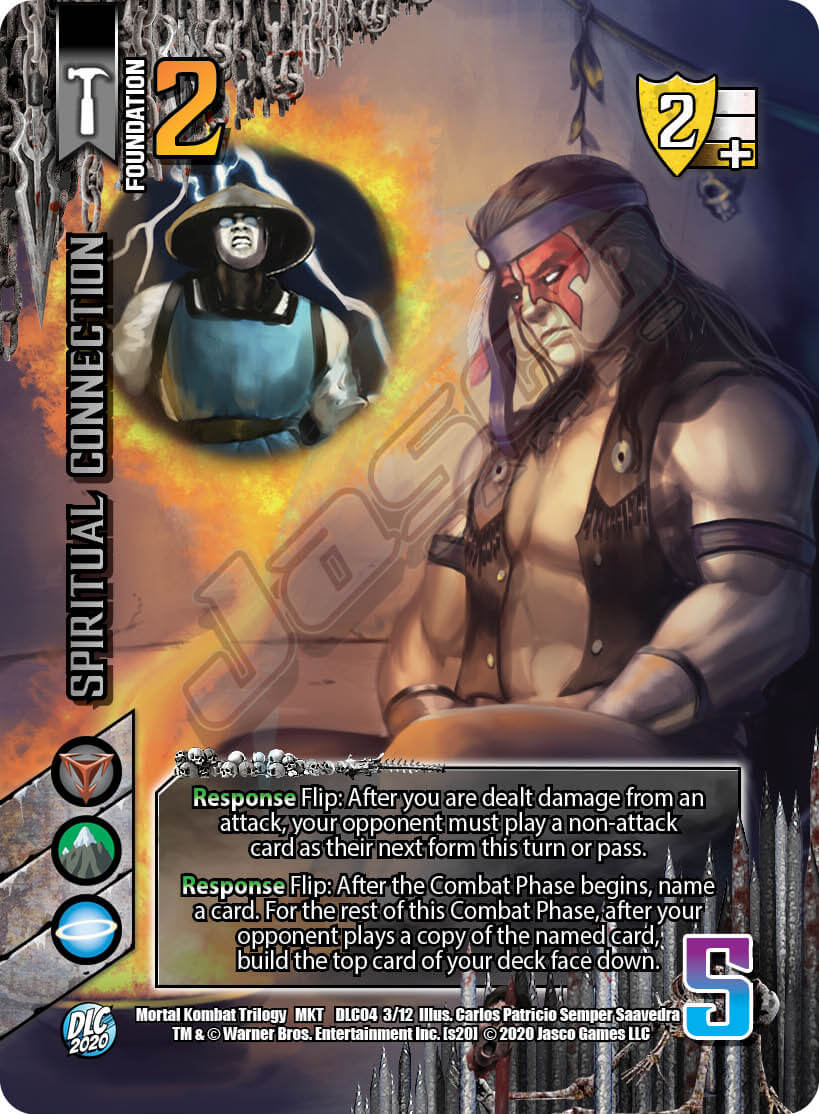 FOUNDATION
2
2
+
SPIRITUAL CONNECTION
JASCO
Response Flip: After you are dealt damage from an
attack, your opponent must play a non-attack
card as their next form this turn or pass.
Response Flip: After the Combat Phase begins, name
a card. For the rest of this Combat Phase, after your
opponent plays a copy of the named card,
build the top card of your deck face down.
5
DLC
2020
Mortal Kombat Trilogy MKT DLC04 3/12 Illus. Carlos Patricio Semper Saavedra
TM & © Warner Bros. Entertainment Inc. [s20] © 2020 Jasco Games LLC